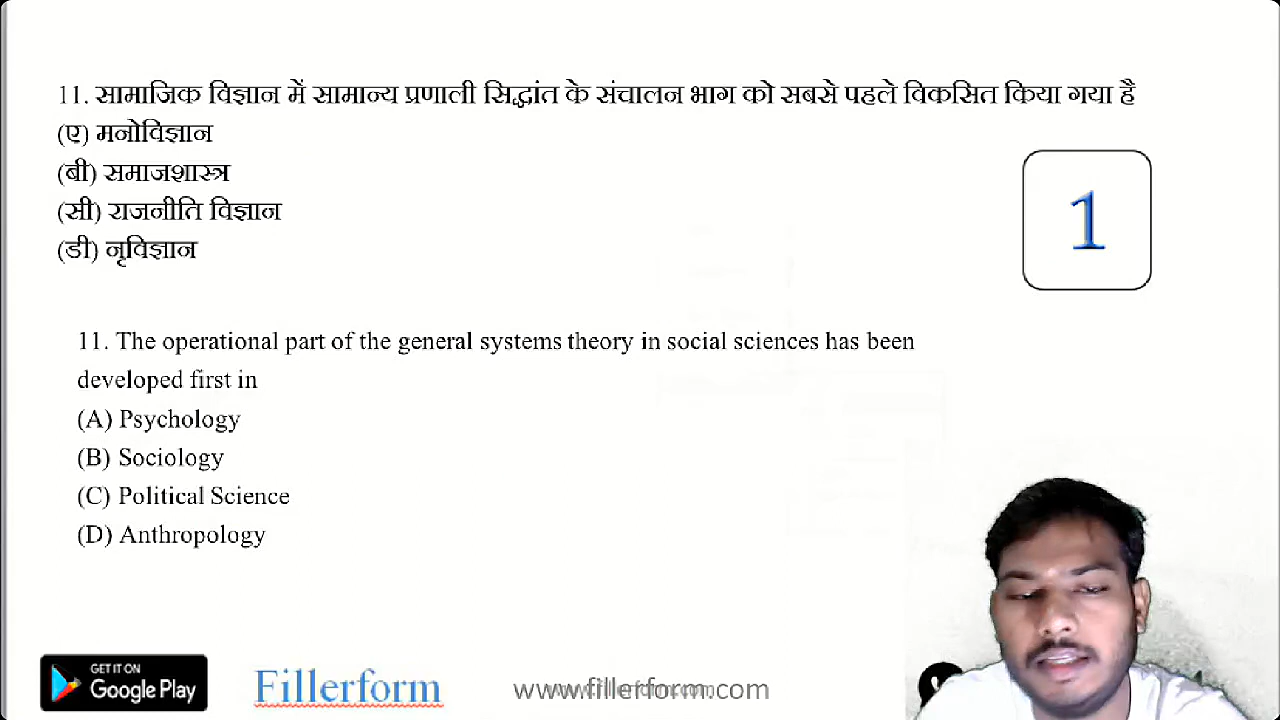 11. सामाजिक विज्ञान में सामान्य प्रणाली सिद्धांत के संचालन भाग को सबसे पहले विकसित किया गया है
(ए) मनोविज्ञान
(बी) समाजशास्त्र
(सी) राजनीति विज्ञान
(डी) नृविज्ञान
1
11. The operational part of the general systems theory in social sciences has been
developed first in
(A) Psychology
(B) Sociology
(C) Political Science
(D) Anthropology
GET IT ON
Google Play
Fillerform
www.fillerform.com